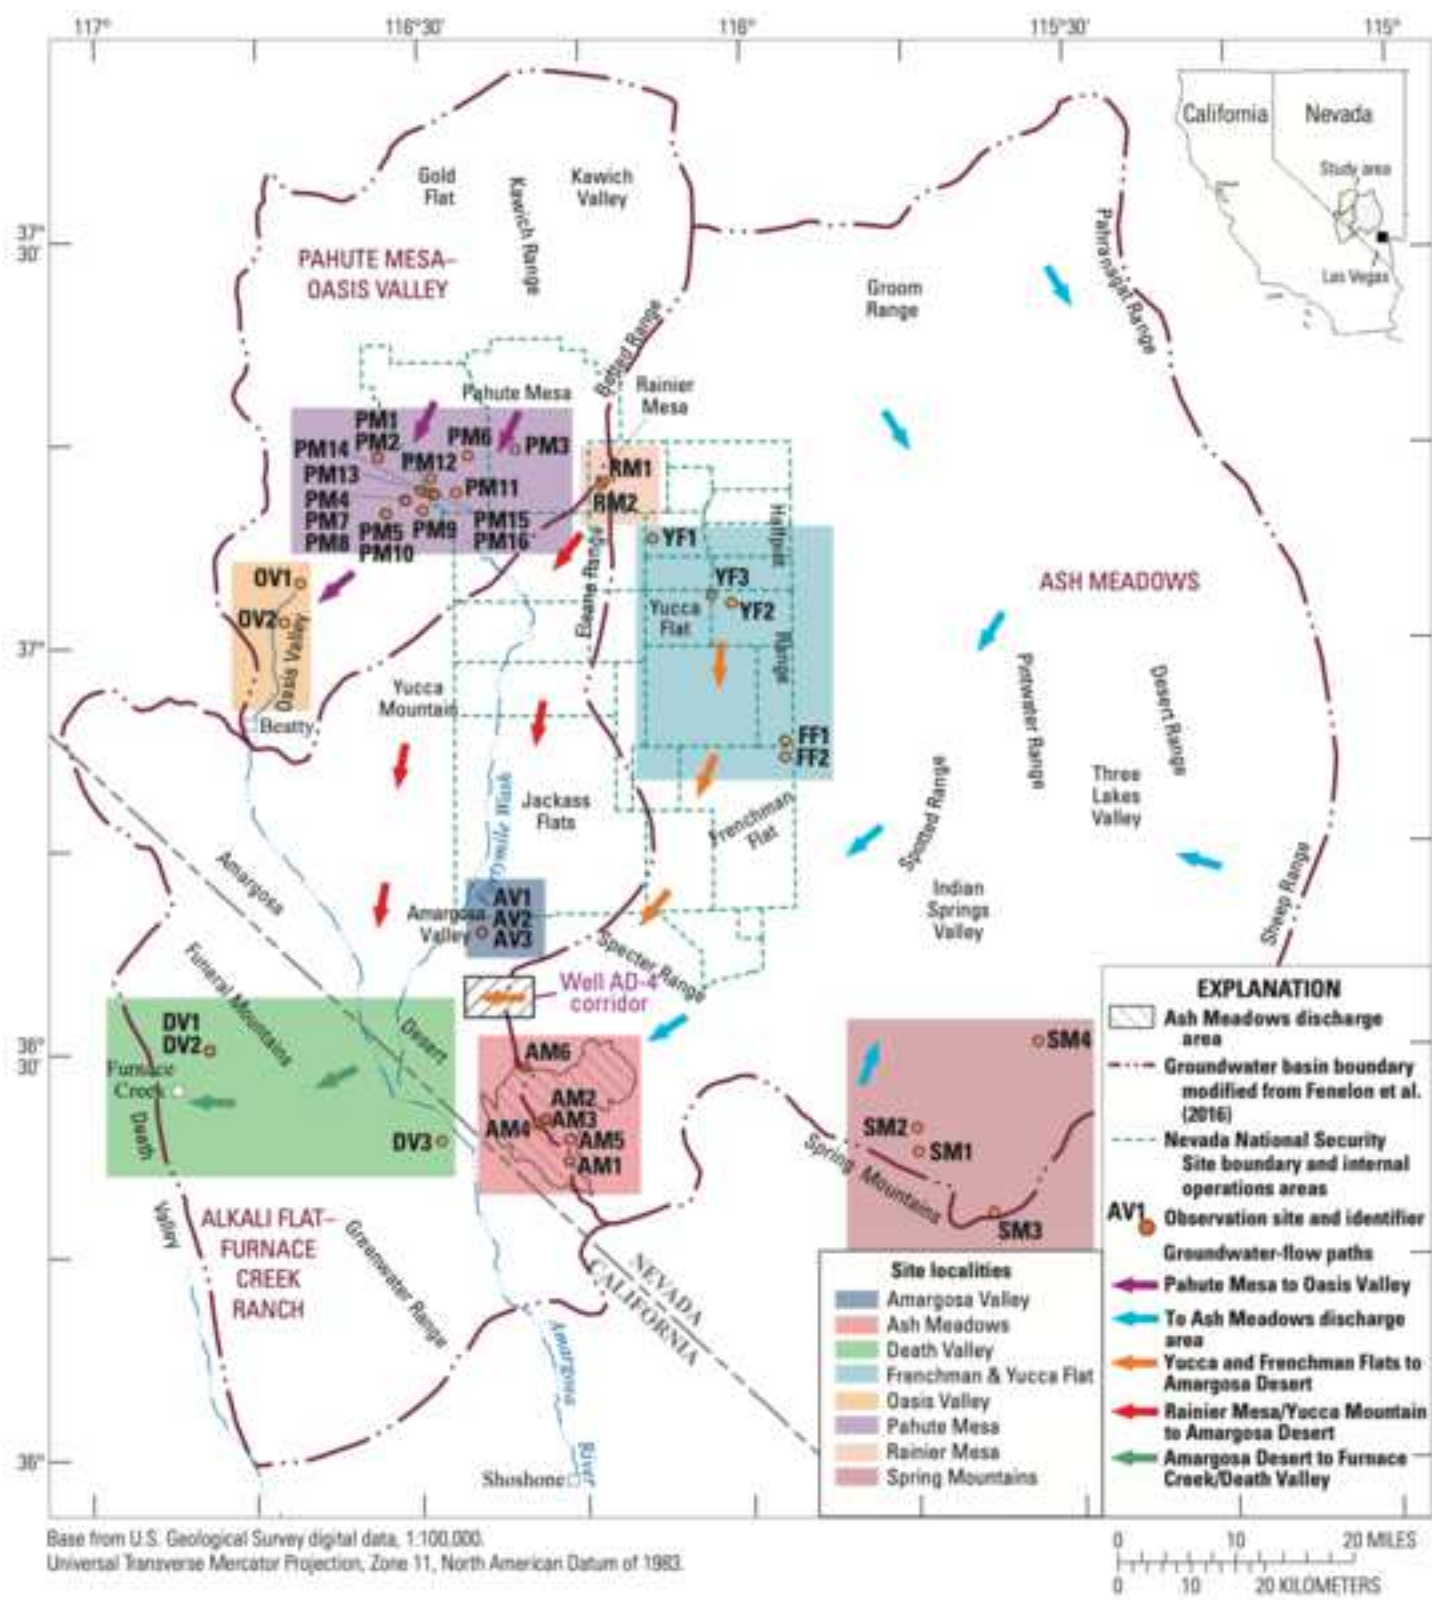 117°
116°30'
116°
115°30'
115°
California
Nevada
Study area
Las Vegas
Gold
Flat
Kawich Range
Kawich
Valley
37°
30'
PAHUTE MESA–
OASIS VALLEY
Groom
Range
Pahranagat Range
Belted Range
Pahute Mesa
Rainier
Mesa
PM1
PM2
PM14
PM13
PM12
PM6
PM3
PM4
PM7
PM8
PM11
PM5
PM10
PM9
PM15
PM16
RM1
RM2
YF1
Halfpint
Range
YF3
YF2
Yucca
Flat
Eleana Range
ASH MEADOWS
OV1
OV2
Oasis Valley
Beatty
37°
Yucca
Mountain
FF1
FF2
Pintwater Range
Desert Range
Three
Lakes
Valley
Jackass
Flats
Frenchman
Flat
Spotted Range
Indian
Springs
Valley
Sheep Range
Amargosa
Desert
Amargosa
Valley
AV1
AV2
AV3
Specter Range
Well AD-4
corridor
Funeral Mountains
DV1
DV2
Furnace
Creek
Death
Valley
DV3
36°
30'
AM6
AM2
AM3
AM4
AM5
AM1
SM4
SM2
SM1
SM3
Spring Mountains
ALKALI FLAT–
FURNACE
CREEK
RANCH
Greenwater Range
NEVADA
CALIFORNIA
Amargosa
River
Shoshone
36°
EXPLANATION
Ash Meadows discharge
area
Groundwater basin boundary
modified from Fenelon et al.
(2016)
Nevada National Security
Site boundary and internal
operations areas
AV1
Observation site and identifier
Groundwater-flow paths
Pahute Mesa to Oasis Valley
To Ash Meadows discharge
area
Yucca and Frenchman Flats to
Amargosa Desert
Rainier Mesa/Yucca Mountain
to Amargosa Desert
Amargosa Desert to Furnace
Creek/Death Valley
Site localities
Amargosa Valley
Ash Meadows
Death Valley
Frenchman & Yucca Flat
Oasis Valley
Pahute Mesa
Rainier Mesa
Spring Mountains
Base from U.S. Geological Survey digital data, 1:100,000.
Universal Transverse Mercator Projection, Zone 11, North American Datum of 1983.
0 10 20 MILES
0 10 20 KILOMETERS